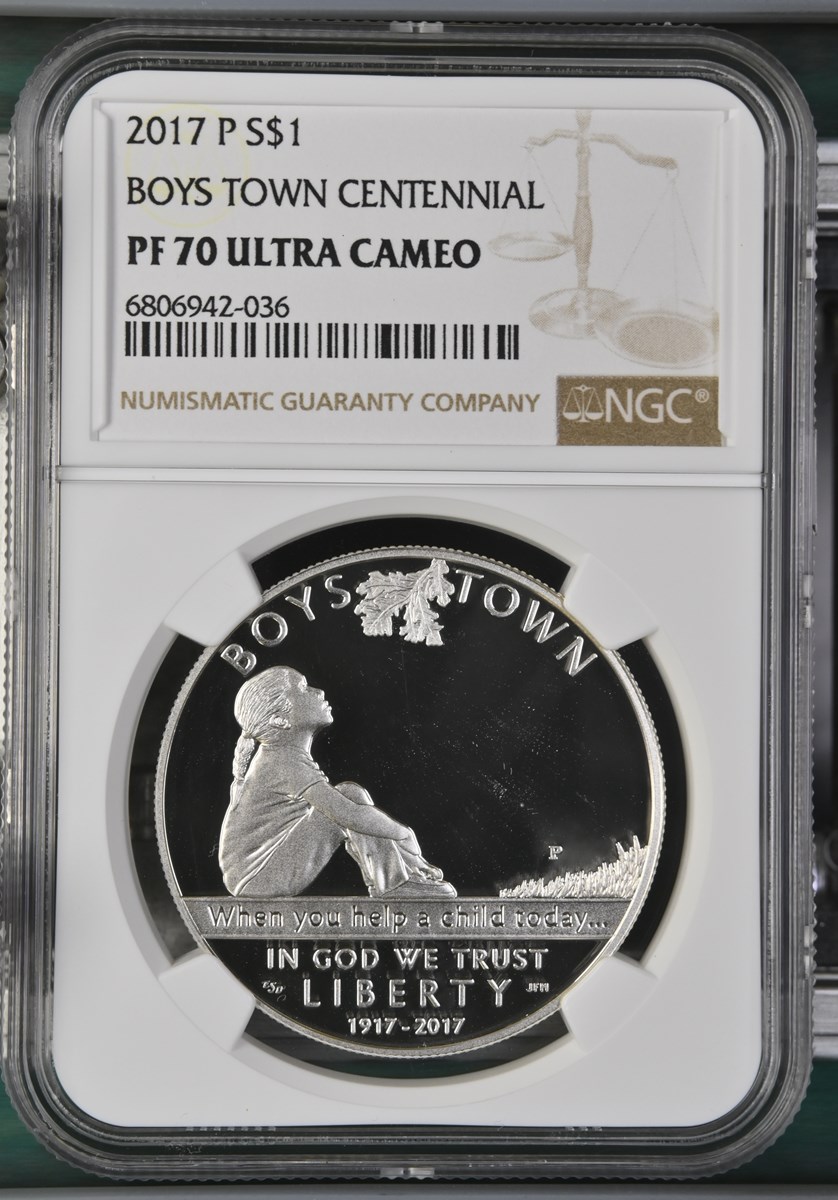 2017 P S$1
BOYS TOWN CENTENNIAL
PF 70 ULTRA CAMEO
6806942-036
NUMISMATIC GUARANTY COMPANY
NGC®
BOYS TOWN
P
When you help a child today...
IN GOD WE TRUST
LIBERTY
JFM
1917-2017